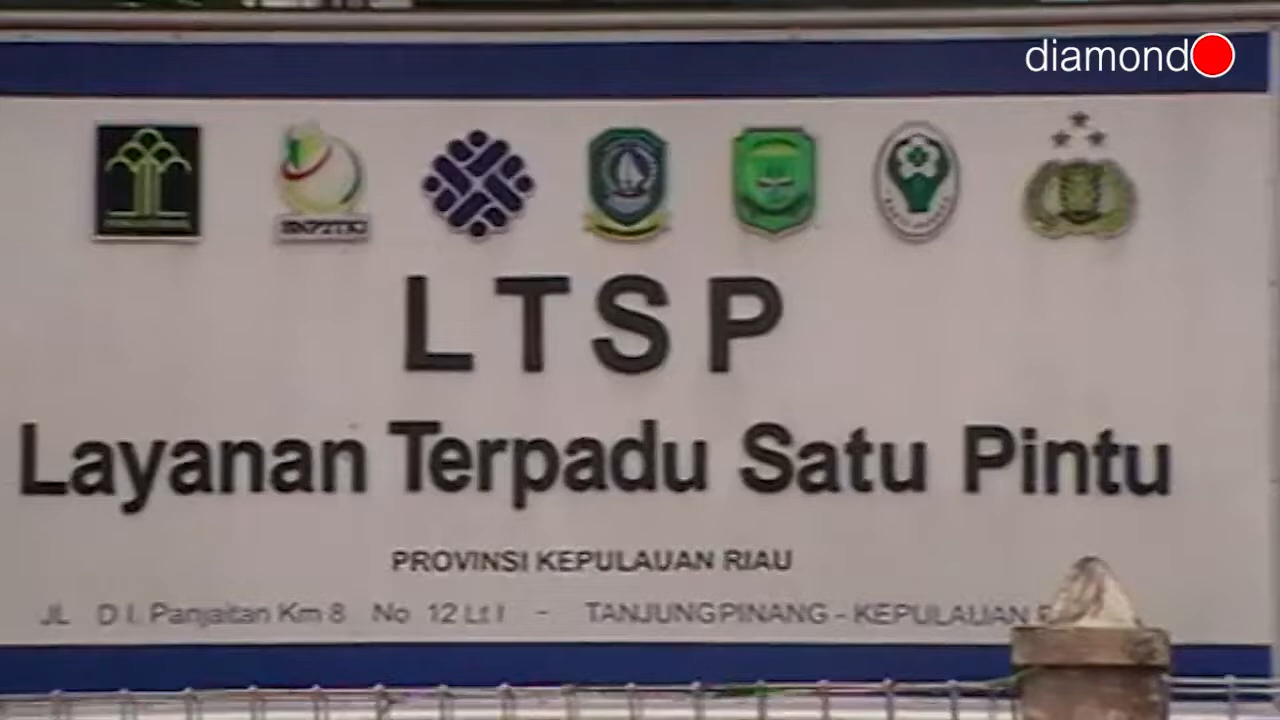 diamond
BNP2TKI
LTSP
Layanan Terpadu Satu Pintu
PROVINSI KEPULAUAN RIAU
JL D I. Panjaitan Km 8 No 12 Lt I - TANJUNGPINANG - KEPULAUAN